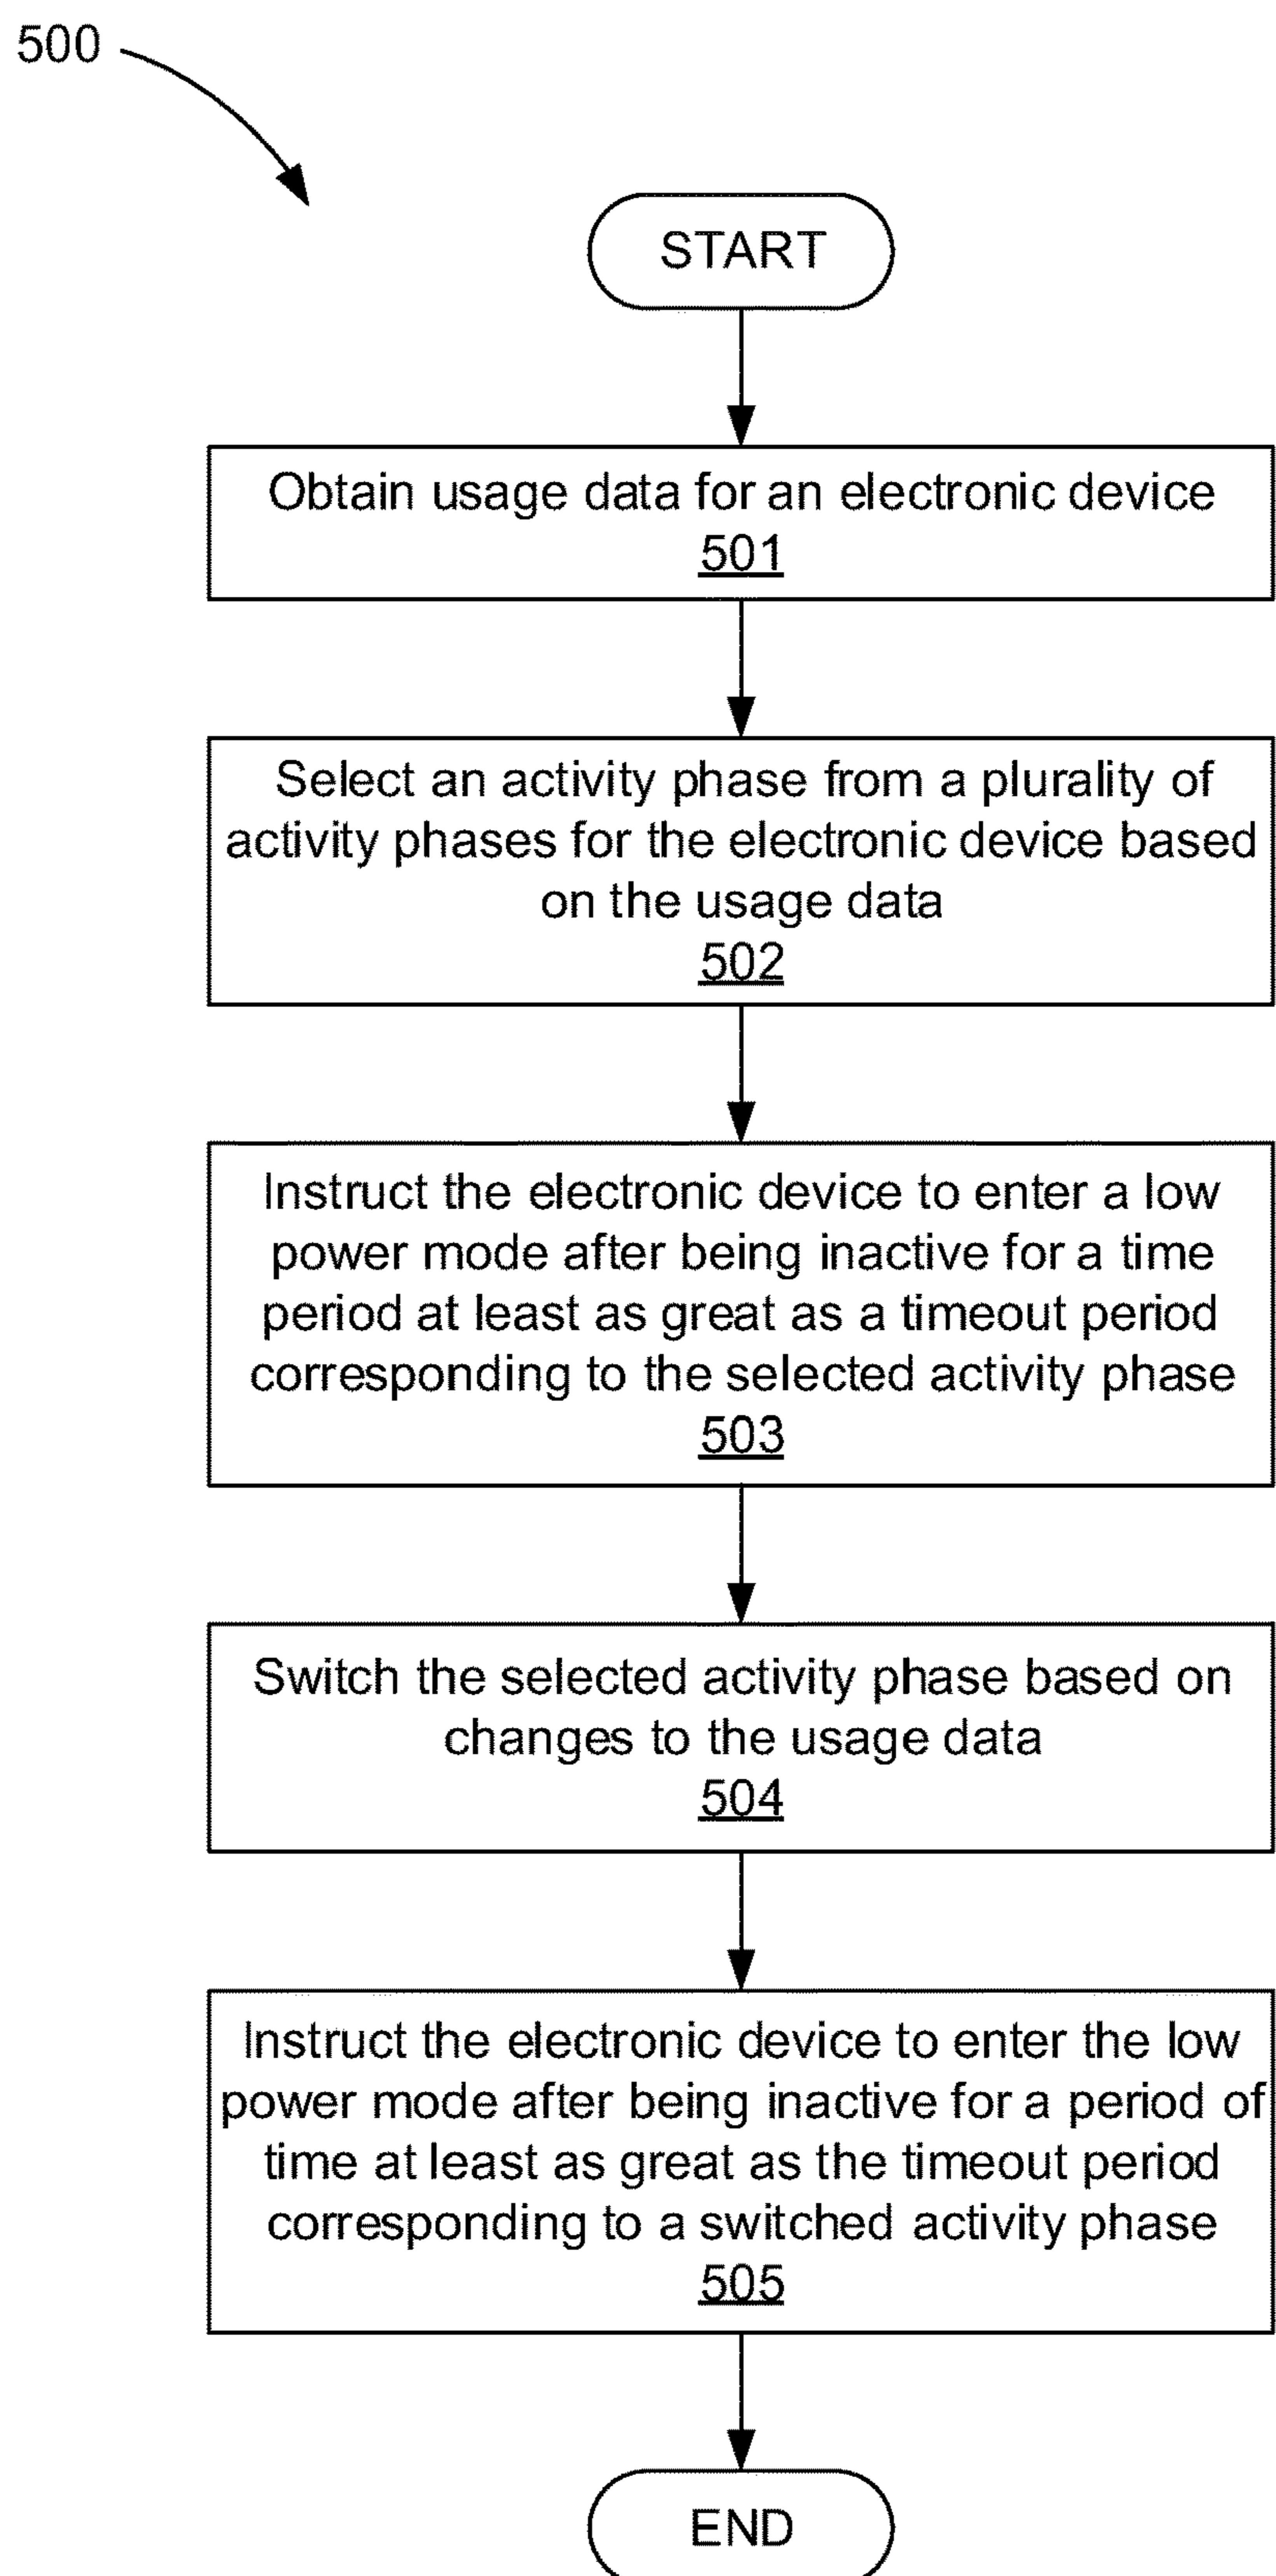 500
START
Obtain usage data for an electronic device
501
Select an activity phase from a plurality of
activity phases for the electronic device based
on the usage data
502
Instruct the electronic device to enter a low
power mode after being inactive for a time
period at least as great as a timeout period
corresponding to the selected activity phase
503
Switch the selected activity phase based on
changes to the usage data
504
Instruct the electronic device to enter the low
power mode after being inactive for a period of
time at least as great as the timeout period
corresponding to a switched activity phase
505
END